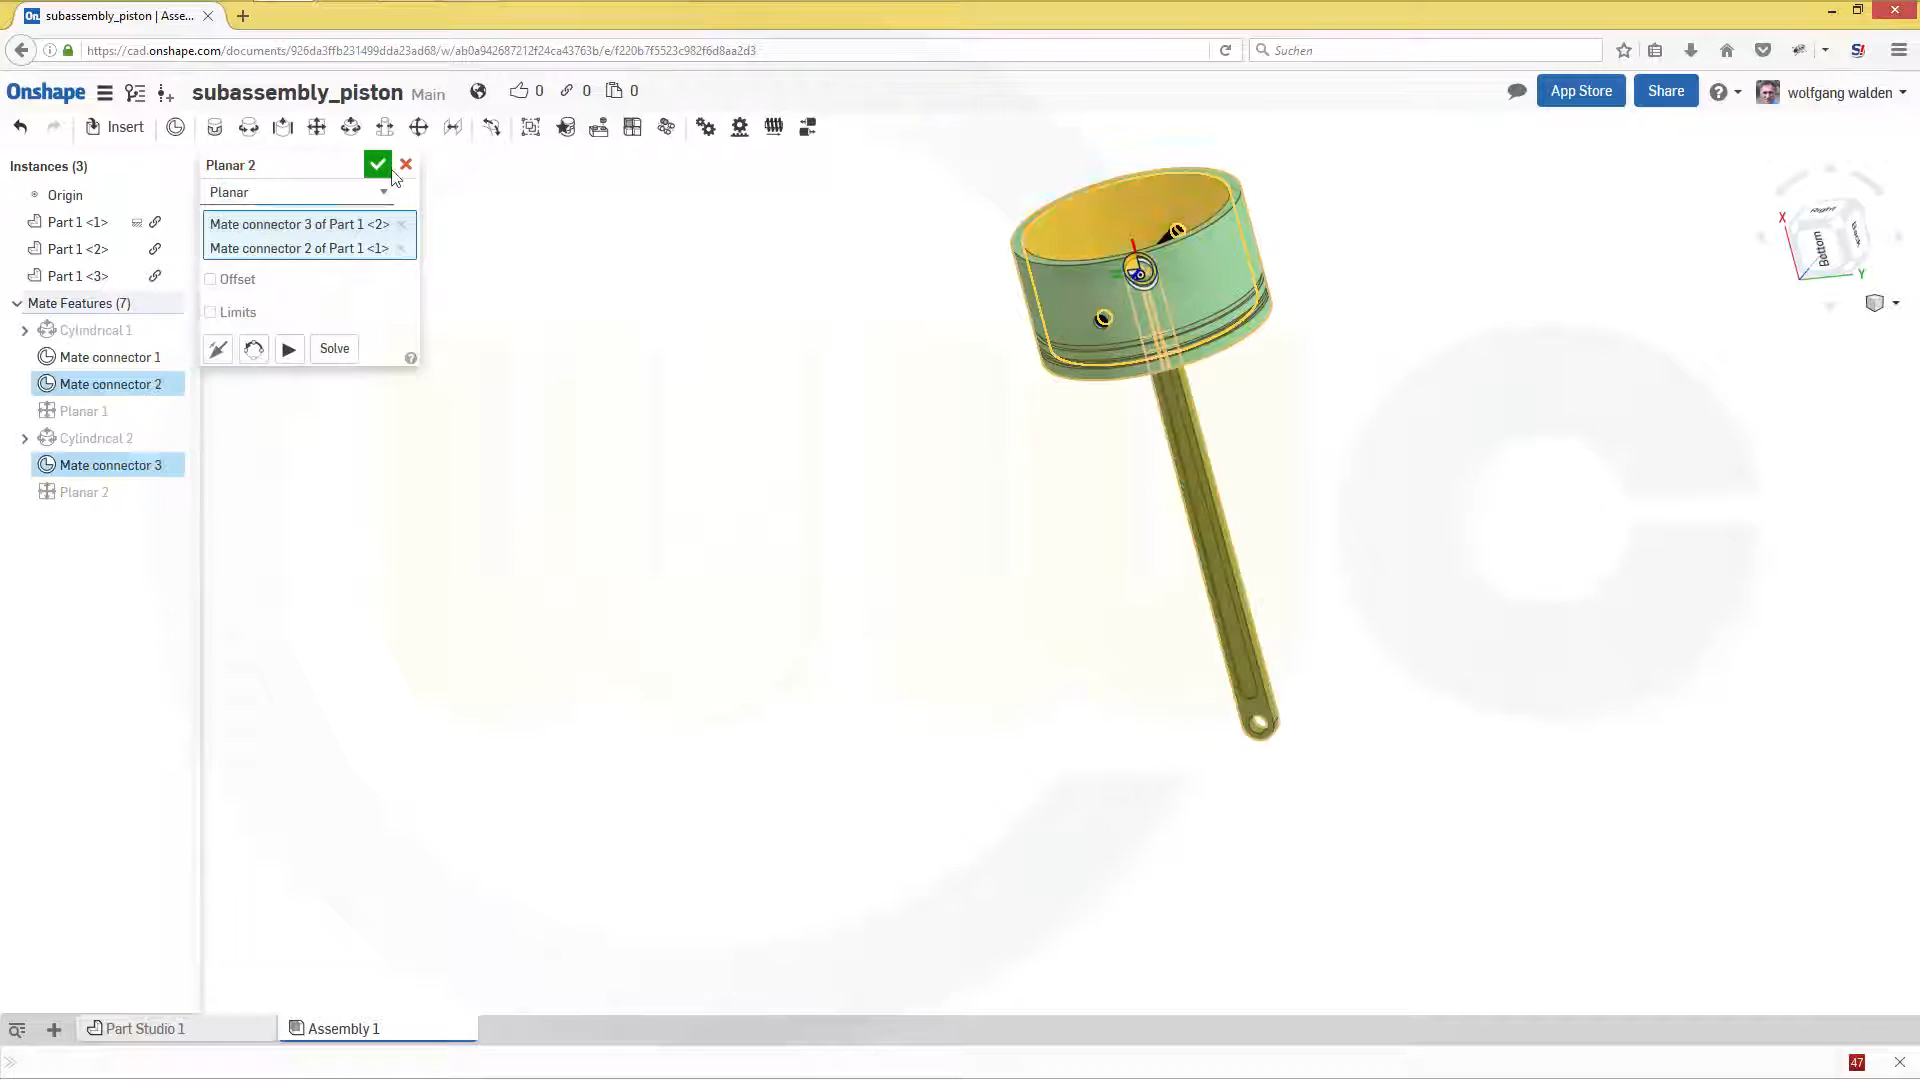 subassembly_piston | Asse...
https://cad.onshape.com/documents/926da3ffb231499dda23ad68/w/ab0a942687212f24ca43763b/e/f220b7f5523c982f6d8aa2d3
Suchen
Onshape
subassembly_piston Main
0
0
0
App Store
Share
wolfgang walden
Insert
Instances (3)
Origin
Part 1 <1>
Part 1 <2>
Part 1 <3>
Mate Features (7)
Cylindrical 1
Mate connector 1
Mate connector 2
Planar 1
Cylindrical 2
Mate connector 3
Planar 2
Planar 2
Planar
Mate connector 3 of Part 1 <2>
Mate connector 2 of Part 1 <1>
Offset
Limits
Solve
X
Right
Back
Bottom
Y
Part Studio 1
Assembly 1
47